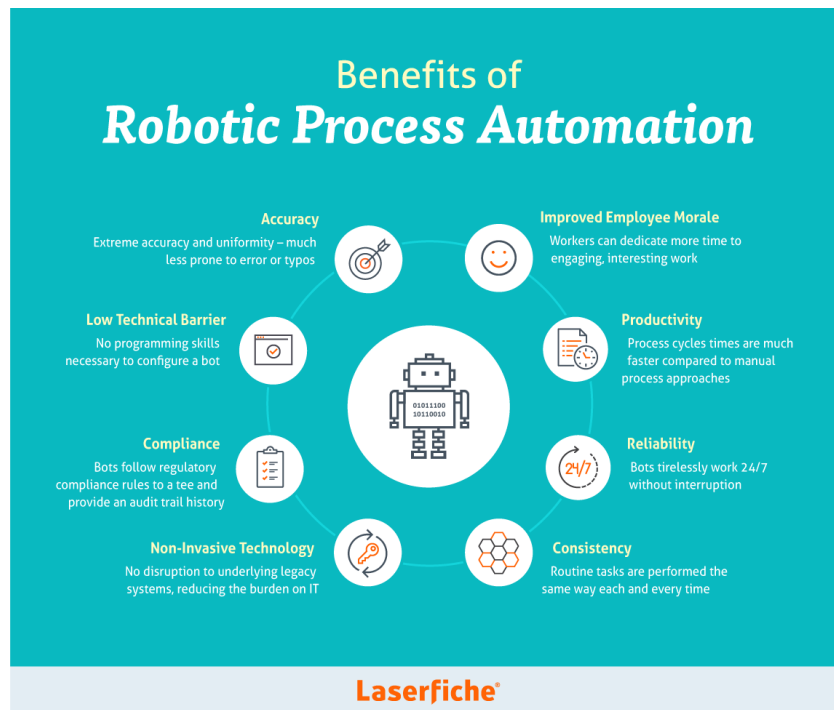 Benefits of
Robotic Process Automation
Accuracy
Extreme accuracy and uniformity – much
less prone to error or typos
Improved Employee Morale
Workers can dedicate more time to
engaging, interesting work
Low Technical Barrier
No programming skills
necessary to configure a bot
Productivity
Process cycles times are much
faster compared to manual
process approaches
01011100
10110010
Compliance
Bots follow regulatory
compliance rules to a tee and
provide an audit trail history
Reliability
24/7
Bots tirelessly work 24/7
without interruption
Non-Invasive Technology
No disruption to underlying legacy
systems, reducing the burden on IT
Consistency
Routine tasks are performed the
same way each and every time
Laserfiche®